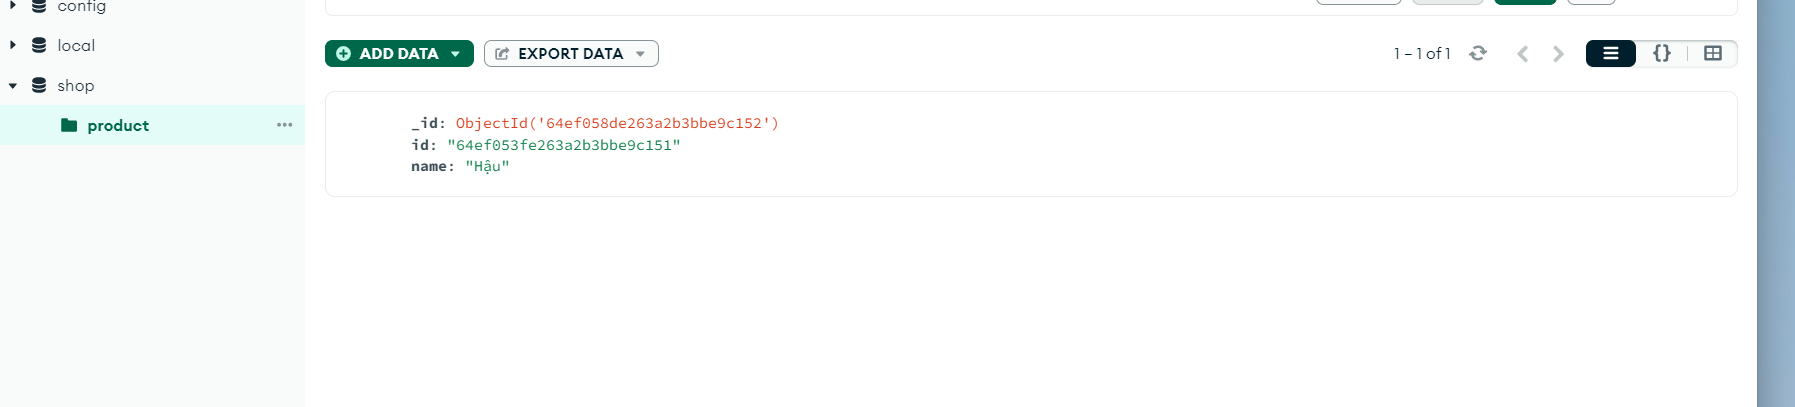 config
local
shop
product
ADD DATA
EXPORT DATA
1 – 1 of 1
{}
_id: ObjectId('64ef058de263a2b3bbe9c152')
id: "64ef053fe263a2b3bbe9c151"
name: "Hậu"